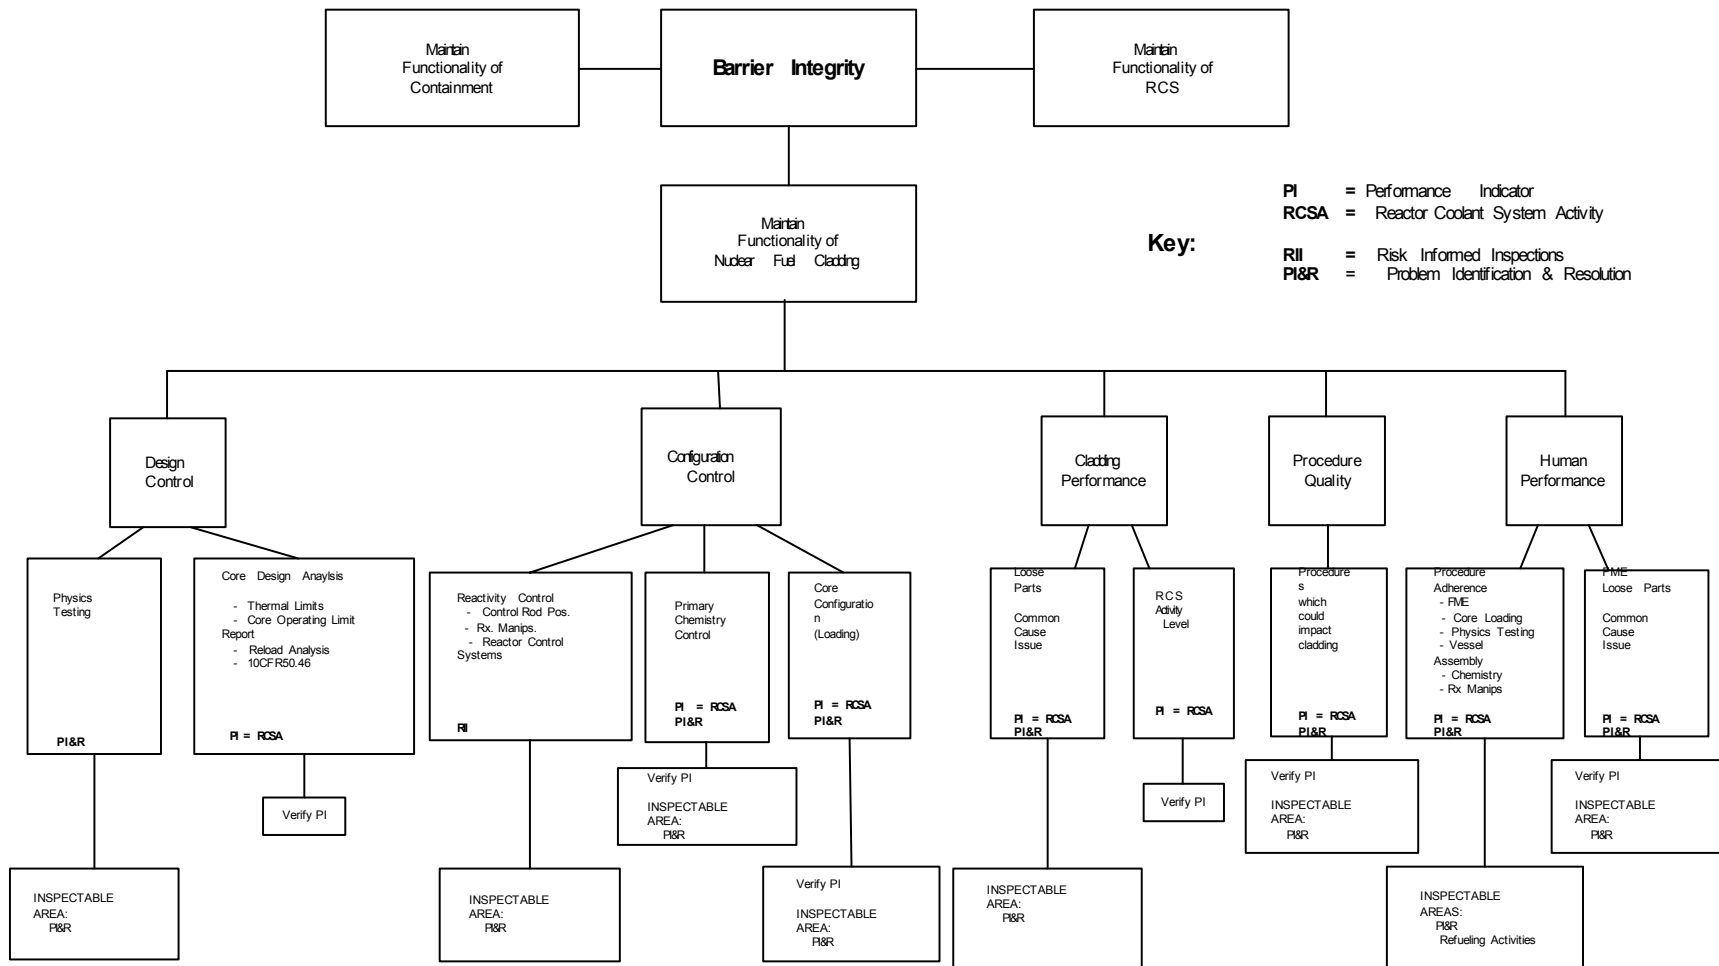 Maintain
Functionality of
Containment
Barrier Integrity
Maintain
Functionality of
RCS
Maintain
Functionality of
Nuclear Fuel Cladding
Key:
PI = Performance Indicator
RCSA = Reactor Coolant System Activity
RII = Risk Informed Inspections
PI&R = Problem Identification & Resolution
Design
Control
Configuration
Control
Cladding
Performance
Procedure
Quality
Human
Performance
Physics
Testing
PI&R
Core Design Anaylsis
- Thermal Limits
- Core Operating Limit
Report
- Reload Analysis
- 10CFR50.46
PI = RCSA
Reactivity Control
- Control Rod Pos.
- Rx. Manips.
- Reactor Control
Systems
RII
Primary
Chemistry
Control
PI = RCSA
PI&R
Core
Configuratio
n
(Loading)
PI = RCSA
PI&R
Loose
Parts
Common
Cause
Issue
PI = RCSA
PI&R
RCS
Activity
Level
PI = RCSA
Procedure
s
which
could
impact
cladding
PI = RCSA
PI&R
Procedure
Adherence
- FME
- Core Loading
- Physics Testing
- Vessel
Assembly
- Chemistry
- Rx Manips
PI = RCSA
PI&R
FME
Loose Parts
Common
Cause
Issue
PI = RCSA
PI&R
INSPECTABLE
AREA:
PI&R
Verify PI
INSPECTABLE
AREA:
PI&R
Verify PI
INSPECTABLE
AREA:
PI&R
Verify PI
INSPECTABLE
AREA:
PI&R
INSPECTABLE
AREA:
PI&R
Verify PI
Verify PI
INSPECTABLE
AREA:
PI&R
INSPECTABLE
AREAS:
PI&R
Refueling Activities
Verify PI
INSPECTABLE
AREA:
PI&R